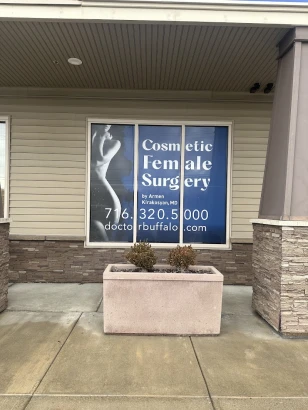 Cosmetic
Female
Surgery
by Armen
Kirakosyan, MD
716.320.5000
doctorbuffalo.com